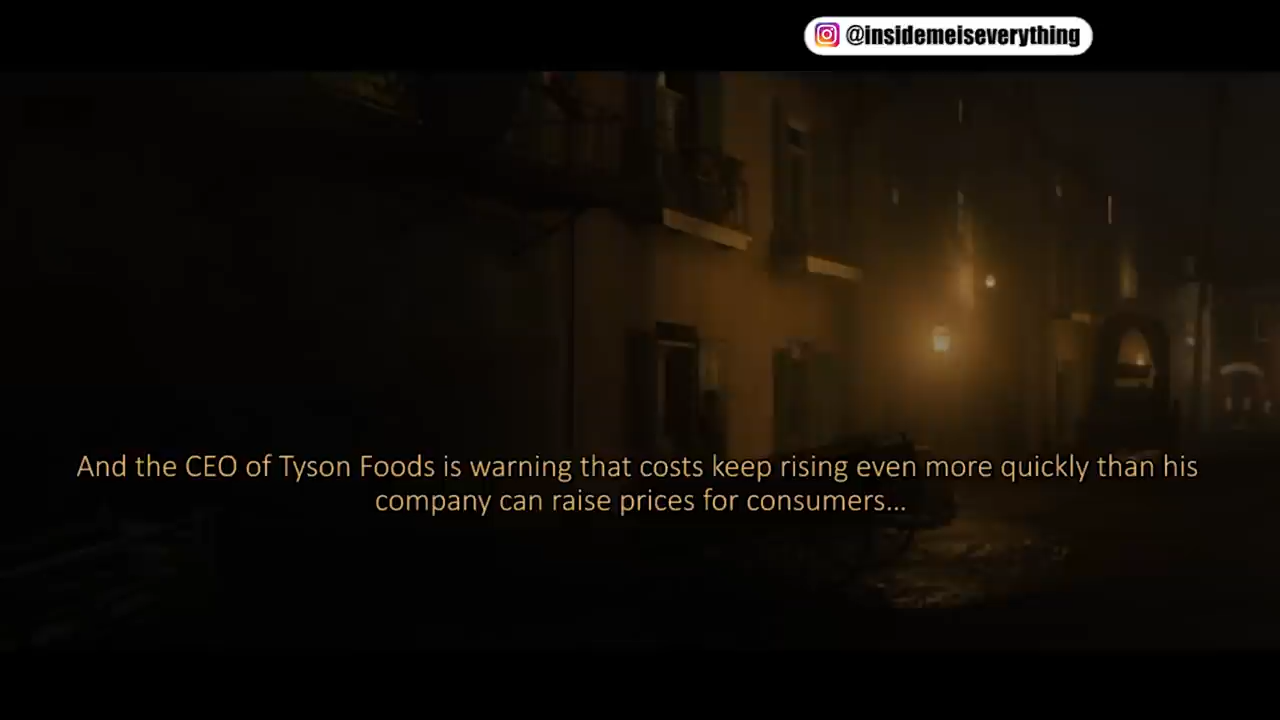 @insidemeiseverything
And the CEO of Tyson Foods is warning that costs keep rising even more quickly than his
company can raise prices for consumers...